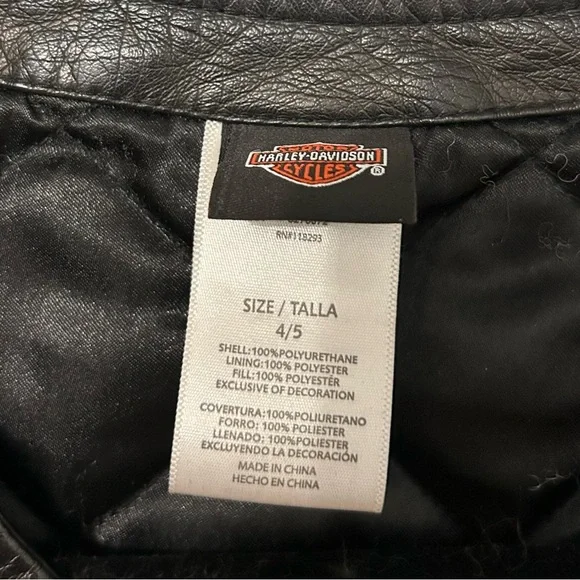 MOTOR
HARLEY-DAVIDSON
CYCLES
®
RN#118293
SIZE / TALLA
4/5
SHELL:100%POLYURETHANE
LINING:100% POLYESTER
FILL:100% POLYESTER
EXCLUSIVE OF DECORATION
COVERTURA:100%POLIURETANO
FORRO; 100% POLIESTER
LLENADO; 100%POLIESTER
EXCLUYENDO LA DECORACIÓN
MADE IN CHINA
HECHO EN CHINA